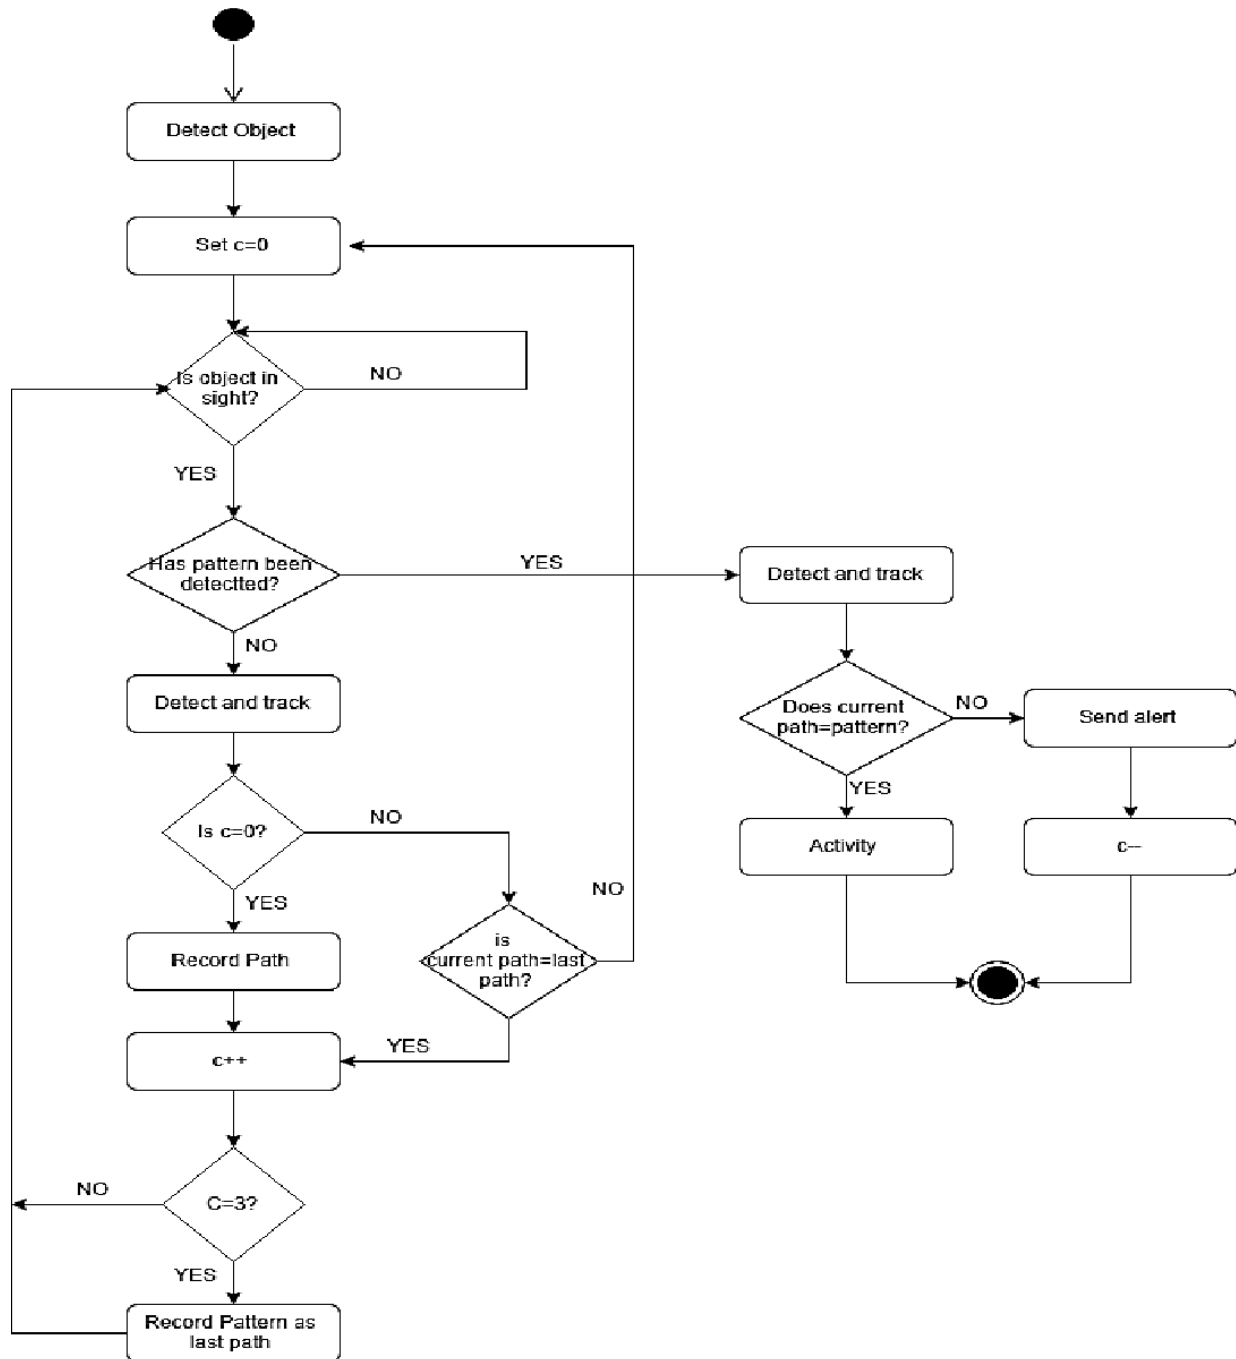 Detect Object
Set c=0
Is object in
sight?
NO
YES
Has pattern been
detectted?
YES
NO
Detect and track
Detect and track
Does current
path=pattern?
NO
Send alert
YES
Is c=0?
NO
YES
Activity
c--
NO
Record Path
is
current path=last
path?
YES
c++
C=3?
NO
YES
Record Pattern as
last path